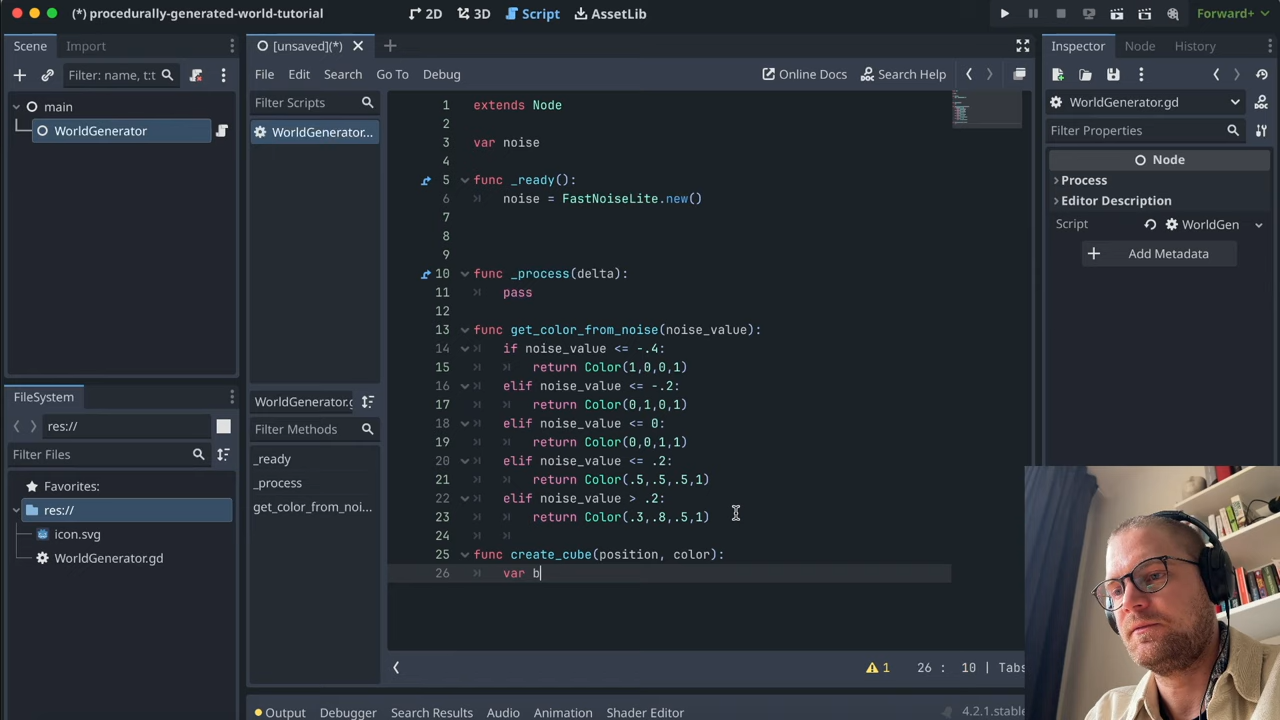 (*) procedurally-generated-world-tutorial
2D
3D
Script
AssetLib
Forward+
Scene
Import
Filter: name, t:t
main
WorldGenerator
FileSystem
res://
Filter Files
Favorites:
res://
icon.svg
WorldGenerator.gd
[unsaved](*)
File
Edit
Search
Go To
Debug
Online Docs
Search Help
Filter Scripts
WorldGenerator...
WorldGenerator.g
Filter Methods
_ready
_process
get_color_from_noi...
1 extends Node
2
3 var noise
4
5 func _ready():
6 noise = FastNoiseLite.new()
7
8
9
10 func _process(delta):
11 pass
12
13 func get_color_from_noise(noise_value):
14 if noise_value <= -.4:
15 return Color(1,0,0,1)
16 elif noise_value <= -.2:
17 return Color(0,1,0,1)
18 elif noise_value <= 0:
19 return Color(0,0,1,1)
20 elif noise_value <= .2:
21 return Color(.5,.5,.5,1)
22 elif noise_value > .2:
23 return Color(.3,.8,.5,1)
24
25 func create_cube(position, color):
26 var b
1
26 : 10 | Tabs
Output
Debugger
Search Results
Audio
Animation
Shader Editor
4.2.1.stable
Inspector
Node
History
WorldGenerator.gd
Filter Properties
Node
Process
Editor Description
Script
WorldGen
Add Metadata